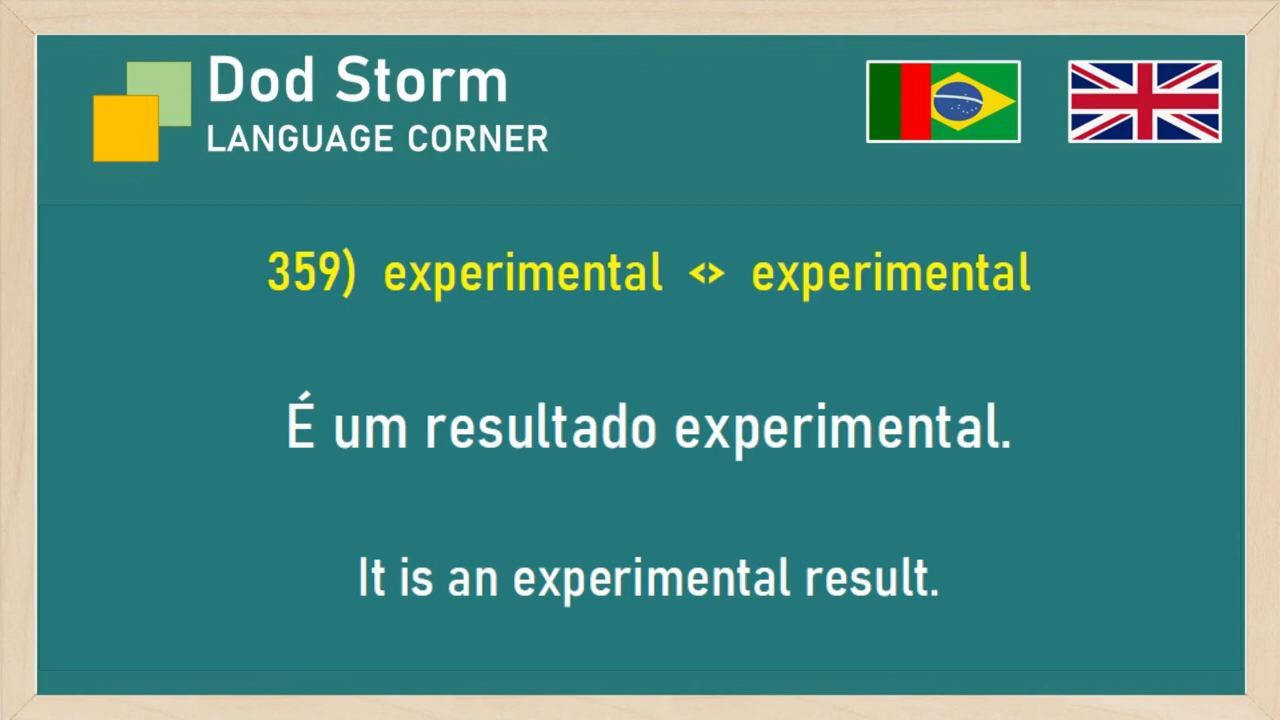 Dod Storm
LANGUAGE CORNER
359) experimental <> experimental
É um resultado experimental.
It is an experimental result.